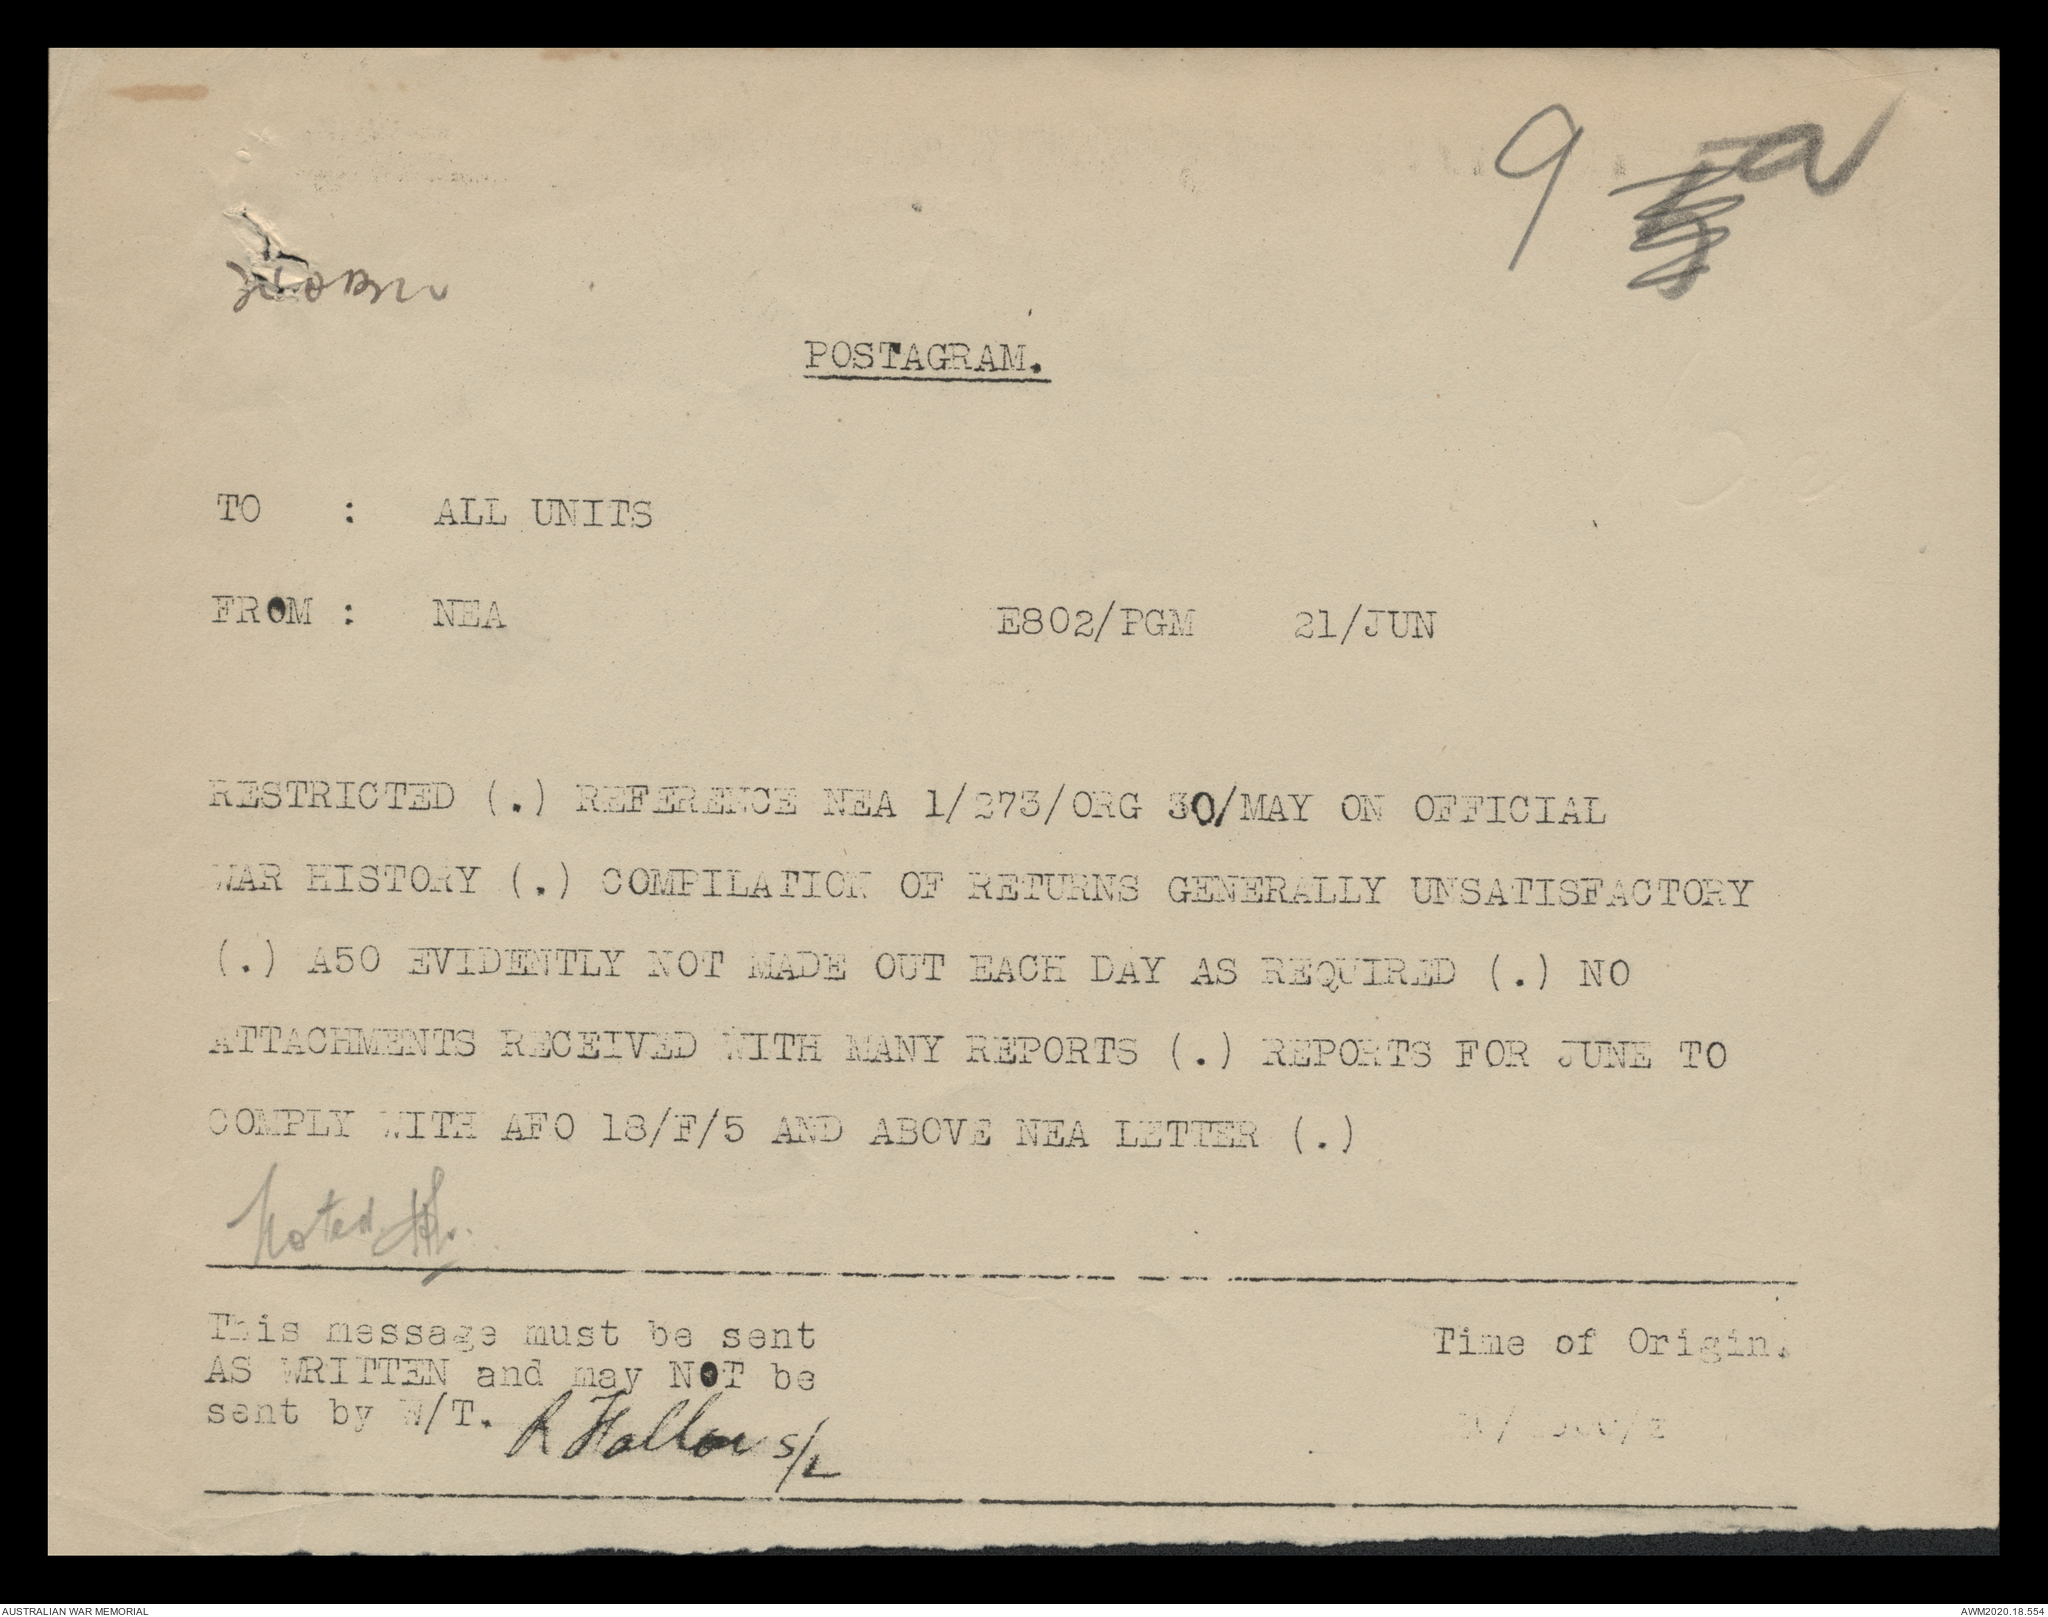 9 a
POSTAGRAM.
TO : ALL UNITS
FROM : NEA E802/PGM 21/JUN
RESTRICTED (.) REFERENCE NEA 1/273/ORG 30/MAY ON OFFICIAL
WAR HISTORY (.) COMPILATION OF RETURNS GENERALLY UNSATISFACTORY
(.) A50 EVIDENTLY NOT MADE OUT EACH DAY AS REQUIRED (.) NO
ATTACHMENTS RECEIVED WITH MANY REPORTS (.) REPORTS FOR JUNE TO
COMPLY WITH AFO 18/F/5 AND ABOVE NEA LETTER (.)
Noted
This message must be sent
AS WRITTEN and may NOT be
sent by W/T.
Time of Origin.
R S/L
AUSTRALIAN WAR MEMORIAL
AWM2020.18.554